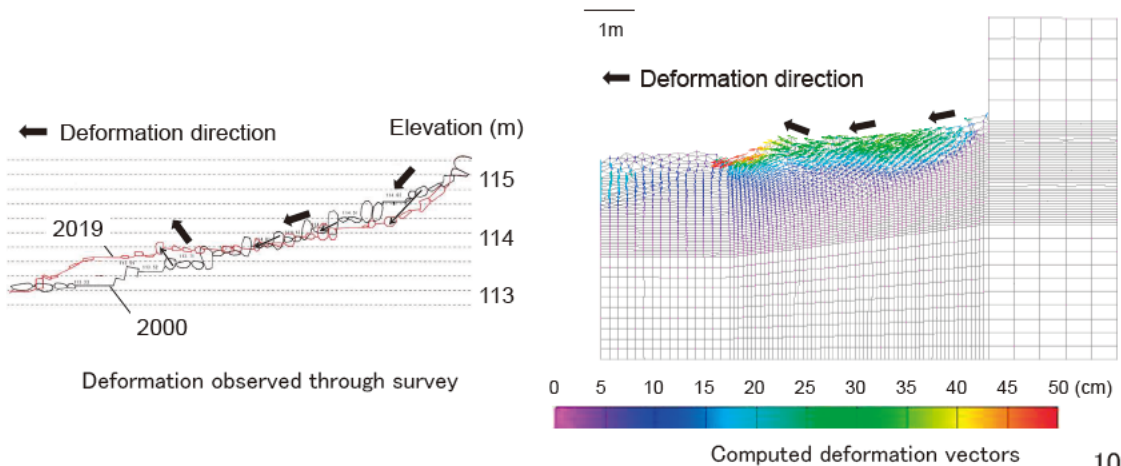 Deformation direction
Elevation (m)
115
114
113
2019
2000
Deformation observed through survey
1m
Deformation direction
0 5 10 15 20 25 30 35 40 45 50 (cm)
Computed deformation vectors
10